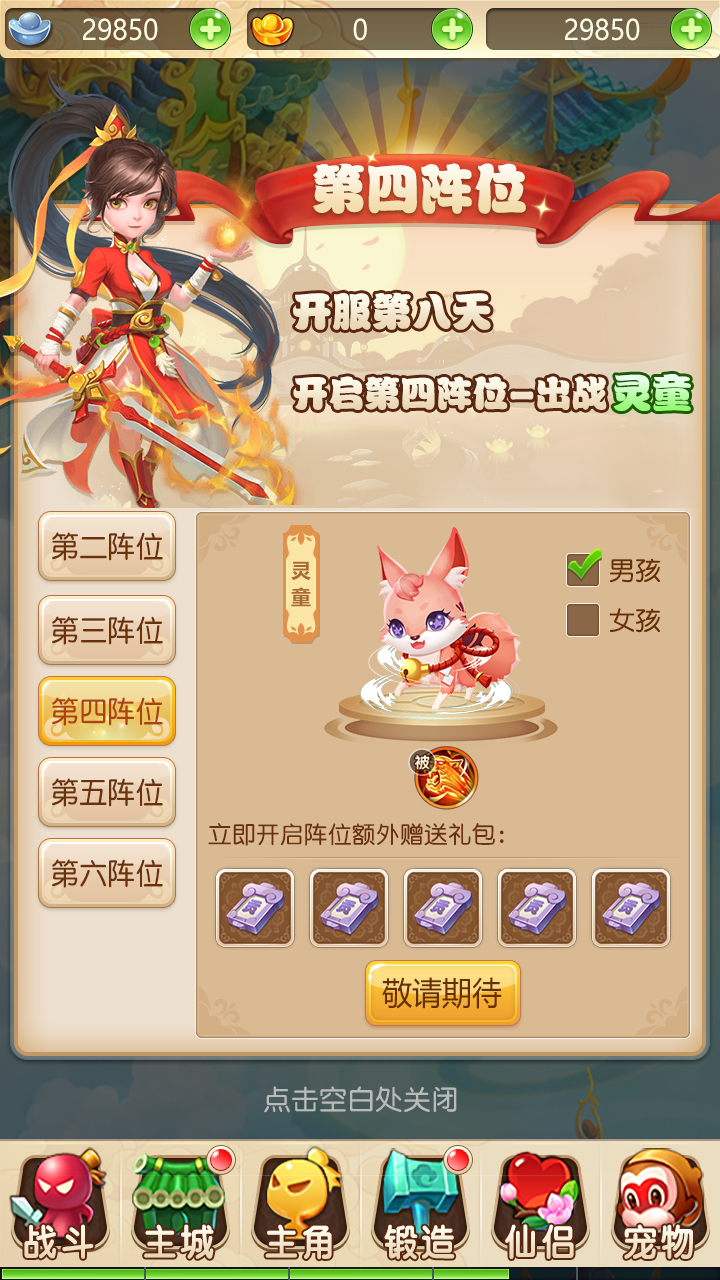 29850
0
29850
第四阵位
开服第八天
开启第四阵位-出战灵童
第二阵位
第三阵位
第四阵位
第五阵位
第六阵位
灵童
男孩
女孩
被
立即开启阵位额外赠送礼包：
敬请期待
点击空白处关闭
战斗
主城
主角
锻造
仙侣
宠物